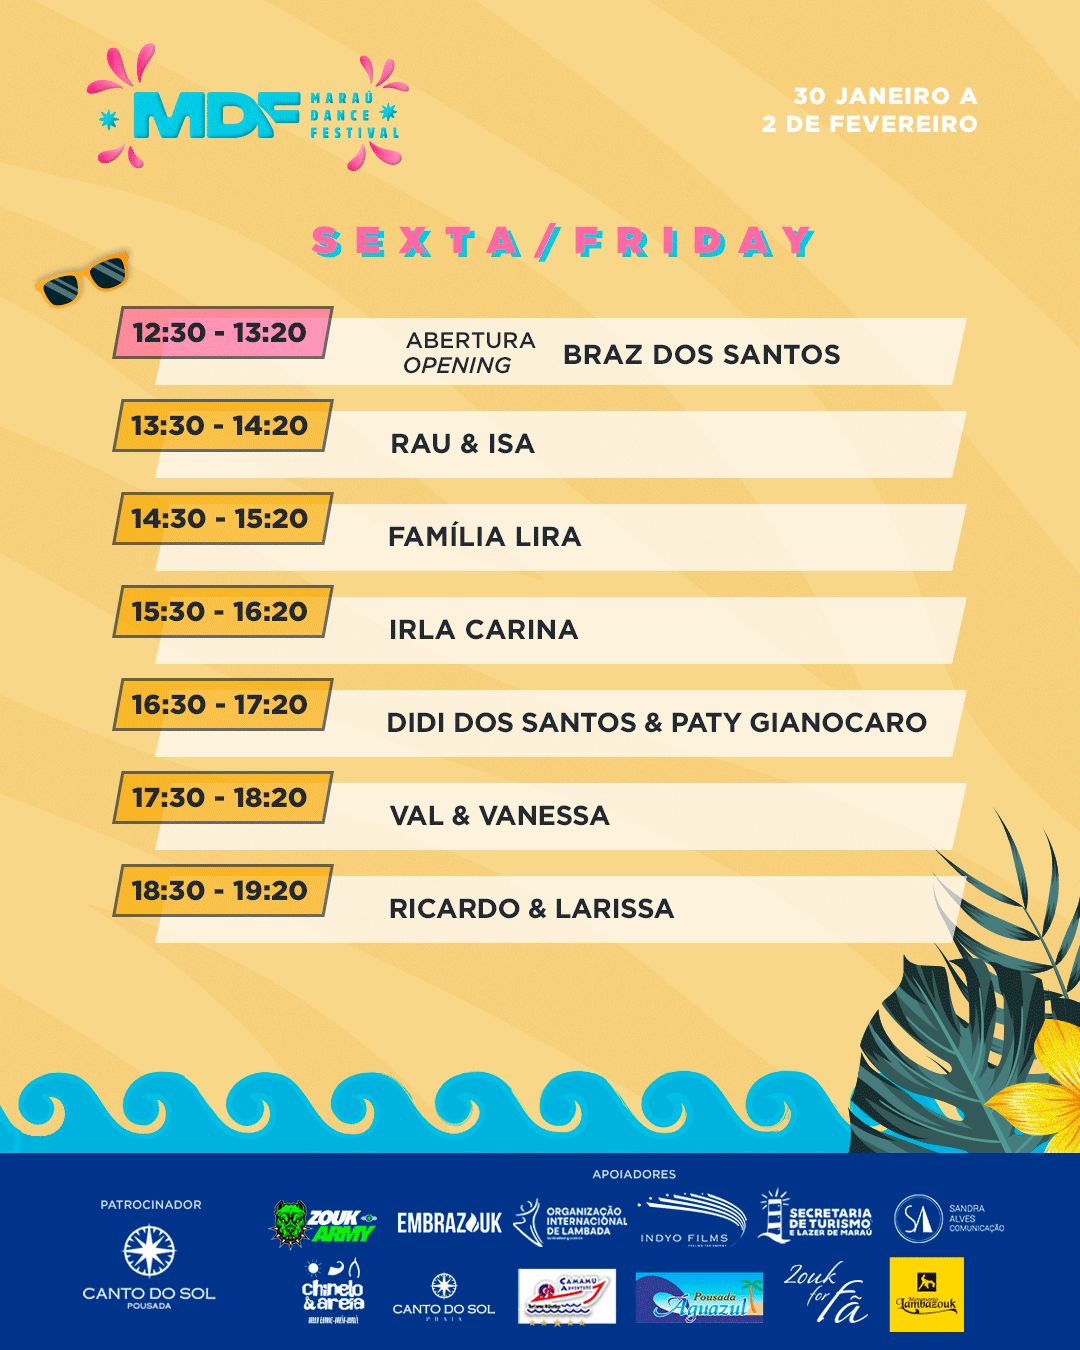 MDF
MARAÚ
DANCE
FESTIVAL
30 JANEIRO A
2 DE FEVEREIRO
SEXTA/FRIDAY
12:30 - 13:20
ABERTURA
OPENING
BRAZ DOS SANTOS
13:30 - 14:20
RAU & ISA
14:30 - 15:20
FAMÍLIA LIRA
15:30 - 16:20
IRLA CARINA
16:30 - 17:20
DIDI DOS SANTOS & PATY GIANOCARO
17:30 - 18:20
VAL & VANESSA
18:30 - 19:20
RICARDO & LARISSA
PATROCINADOR
CANTO DO SOL
POUSADA
APOIADORES
ZOUK
ARMY
EMBRAZOUK
ORGANIZAÇÃO
INTERNACIONAL
DE LAMBADA
INDYO FILMS
SECRETARIA
DE TURISMO
E LAZER DE MARAÚ
SA
SANDRA
ALVES
COMUNICAÇÃO
chinelo
& areia
CANTO DO SOL
PRAIA
CAMAMU
ADVENTURE
Pousada
Aguazul
Zouk
for
fã
Lambazouk